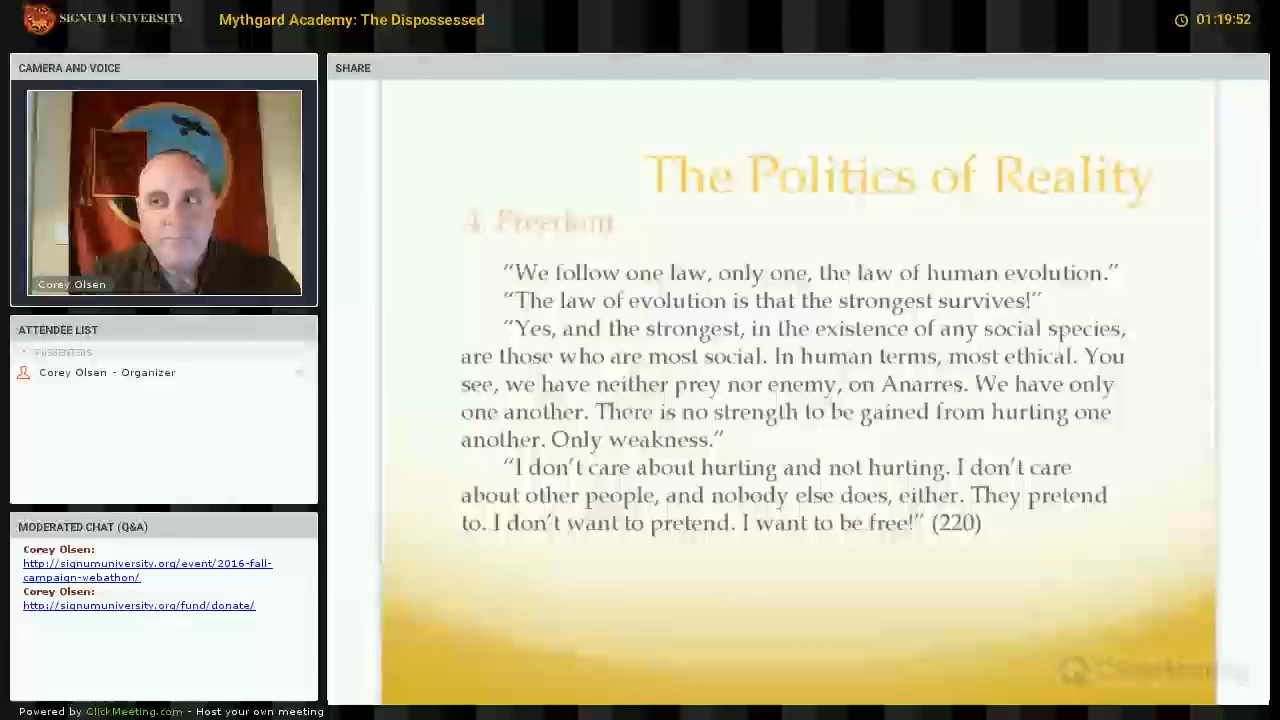 SIGNUM UNIVERSITY
Mythgard Academy: The Dispossessed
01:19:52
CAMERA AND VOICE
Corey Olsen
ATTENDEE LIST
PRESENTERS
Corey Olsen - Organizer
MODERATED CHAT (Q&A)
Corey Olsen:
http://signumuniversity.org/event/2016-fall-
campaign-webathon/
Corey Olsen:
http://signumuniversity.org/fund/donate/
SHARE
The Politics of Reality
Freedom
“We follow one law, only one, the law of human evolution.”
“The law of evolution is that the strongest survives!”
“Yes, and the strongest, in the existence of any social species,
are those who are most social. In human terms, most ethical. You
see, we have neither prey nor enemy, on Anarres. We have only
one another. There is no strength to be gained from hurting one
another. Only weakness.”
“I don’t care about hurting and not hurting. I don’t care
about other people, and nobody else does, either. They pretend
to. I don’t want to pretend. I want to be free!” (220)
ClickMeeting
Powered by ClickMeeting.com - Host your own meeting